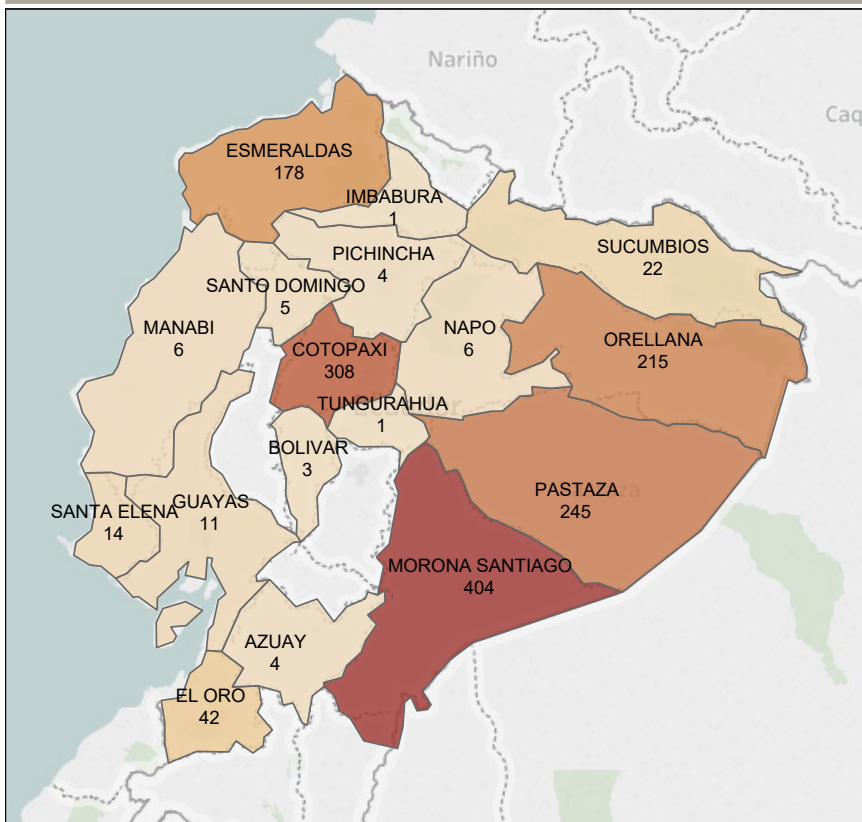 Nariño
Caq
ESMERALDAS
178
IMBABURA
1
SUCUMBIOS
22
PICHINCHA
4
SANTO DOMINGO
5
MANABI
6
NAPO
6
ORELLANA
215
COTOPAXI
308
TUNGURAHUA
1
BOLIVAR
3
PASTAZA
245
SANTA ELENA
14
GUAYAS
11
MORONA SANTIAGO
404
AZUAY
4
EL ORO
42